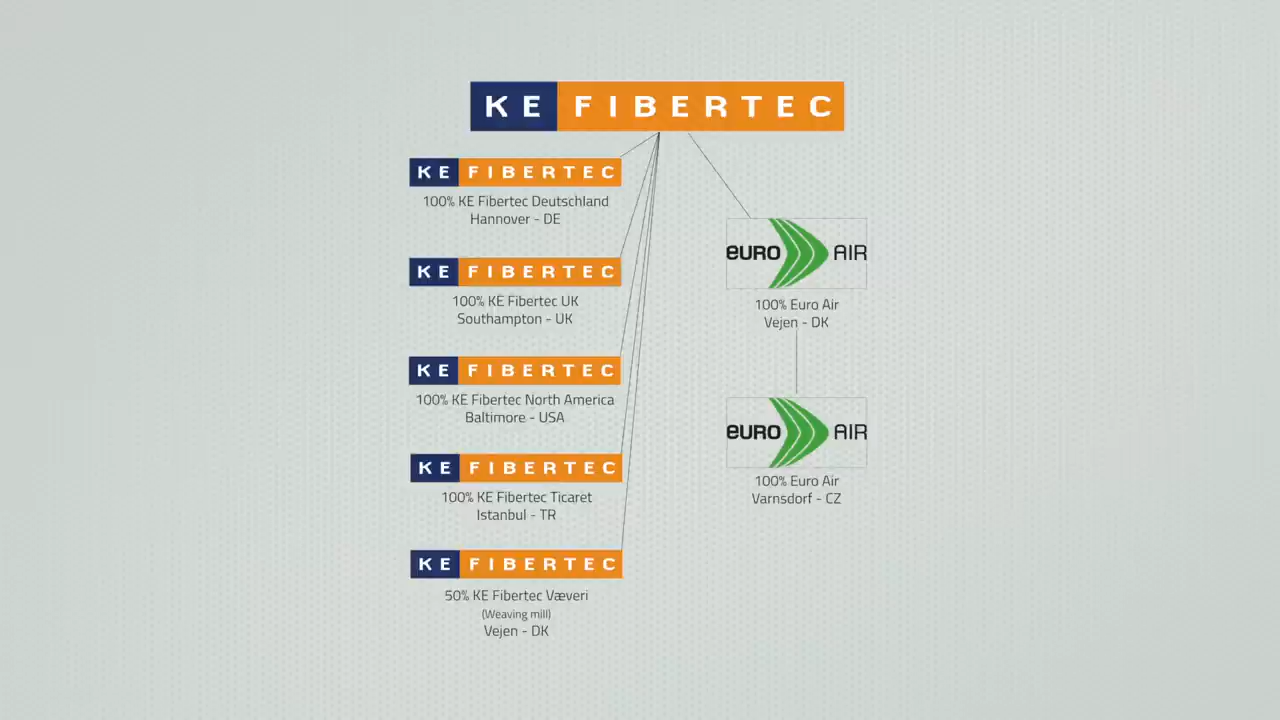 KE FIBERTEC
KE FIBERTEC
100% KE Fibertec Deutschland
Hannover - DE
KE FIBERTEC
100% KE Fibertec UK
Southampton - UK
KE FIBERTEC
100% KE Fibertec North America
Baltimore - USA
KE FIBERTEC
100% KE Fibertec Ticaret
Istanbul - TR
KE FIBERTEC
50% KE Fibertec Væveri
(Weaving mill)
Vejen - DK
eURO AIR
100% Euro Air
Vejen - DK
eURO AIR
100% Euro Air
Varnsdorf - CZ